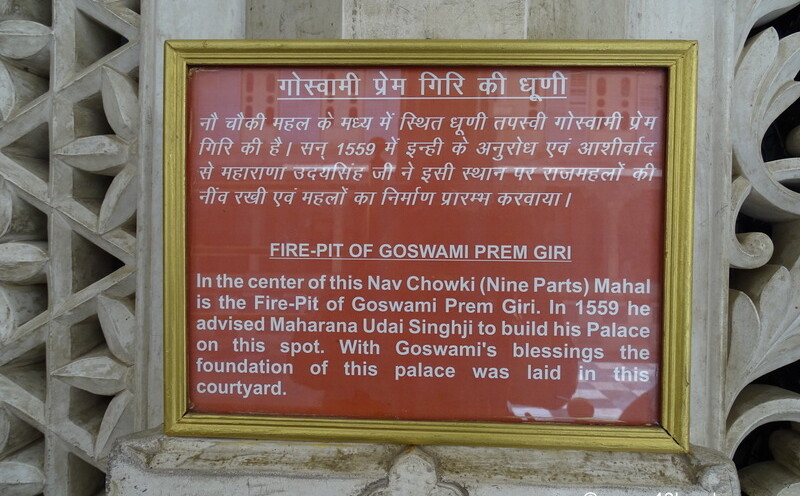 गोस्वामी प्रेम गिरि की धूणी
नौ चौकी महल के मध्य में स्थित धूणी तपस्वी गोस्वामी प्रेम
गिरि की है। सन् 1559 में इन्ही के अनुरोध एवं आशीर्वाद
से महाराणा उदयसिंह जी ने इसी स्थान पर राजमहलों की
नींव रखी एवं महलों का निर्माण प्रारम्भ करवाया।
FIRE-PIT OF GOSWAMI PREM GIRI
In the center of this Nav Chowki (Nine Parts) Mahal
is the Fire-Pit of Goswami Prem Giri. In 1559 he
advised Maharana Udai Singhji to build his Palace
on this spot. With Goswami's blessings the
foundation of this palace was laid in this
courtyard.